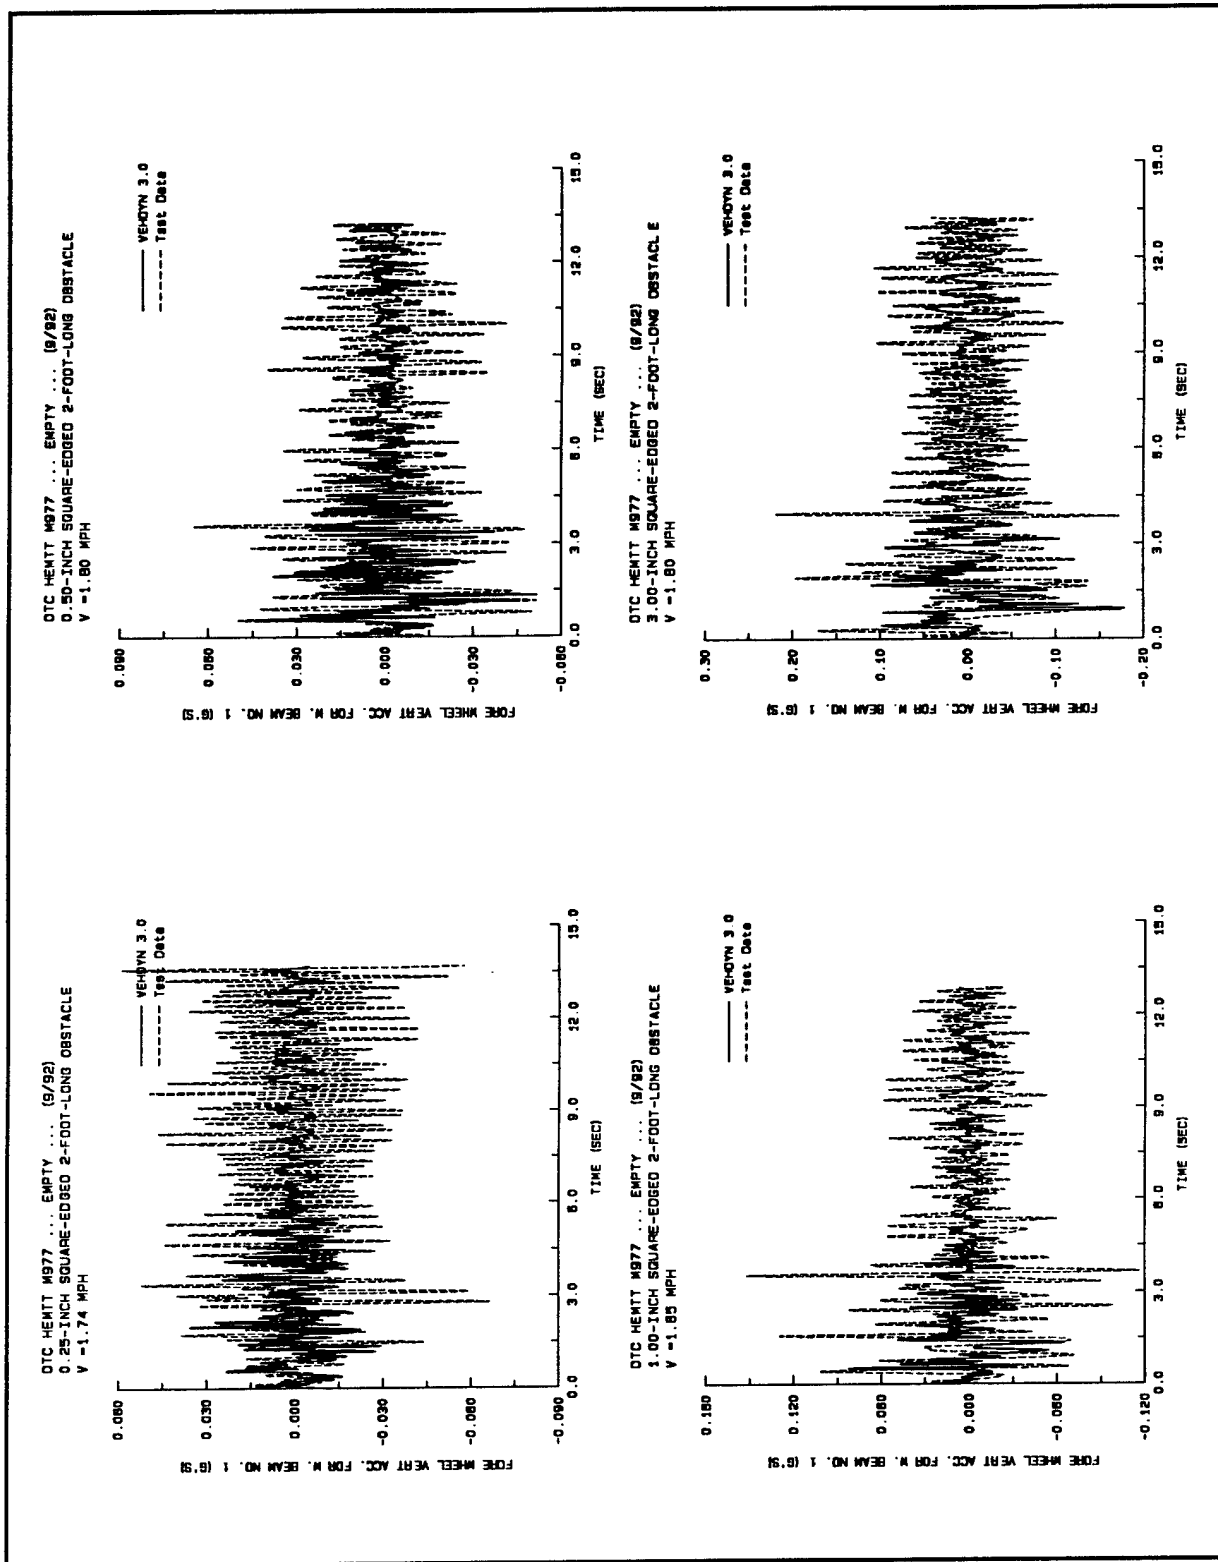 DTC HEMTT M977 ... EMPTY ... (9/92)
0.25-INCH SQUARE-EDGED 2-FOOT-LONG OBSTACLE
V =1.74 MPH
VEHDYN 3.0
Test Data
FORE WHEEL VERT ACC. FOR W. BEAM NO. 1 (G'S)
0.060
0.030
0.000
-0.030
-0.090
0.0 3.0 6.0 9.0 12.0 15.0
TIME (SEC)
DTC HEMTT M977 ... EMPTY ... (9/92)
0.50-INCH SQUARE-EDGED 2-FOOT-LONG OBSTACLE
V =1.80 MPH
VEHDYN 3.0
Test Data
FORE WHEEL VERT ACC. FOR W. BEAM NO. 1 (G'S)
0.090
0.060
0.030
0.000
-0.030
-0.060
0.0 3.0 6.0 9.0 12.0 15.0
TIME (SEC)
DTC HEMTT M977 ... EMPTY ... (9/92)
1.00-INCH SQUARE-EDGED 2-FOOT-LONG OBSTACLE
V =1.85 MPH
VEHDYN 3.0
Test Data
FORE WHEEL VERT ACC. FOR W. BEAM NO. 1 (G'S)
0.180
0.120
0.060
0.000
-0.060
-0.120
0.0 3.0 6.0 9.0 12.0 15.0
TIME (SEC)
DTC HEMTT M977 ... EMPTY ... (9/92)
3.00-INCH SQUARE-EDGED 2-FOOT-LONG OBSTACLE
V =1.80 MPH
VEHDYN 3.0
Test Data
FORE WHEEL VERT ACC. FOR W. BEAM NO. 1 (G'S)
0.30
0.20
0.10
0.00
-0.10
-0.20
0.0 3.0 6.0 9.0 12.0 15.0
TIME (SEC)